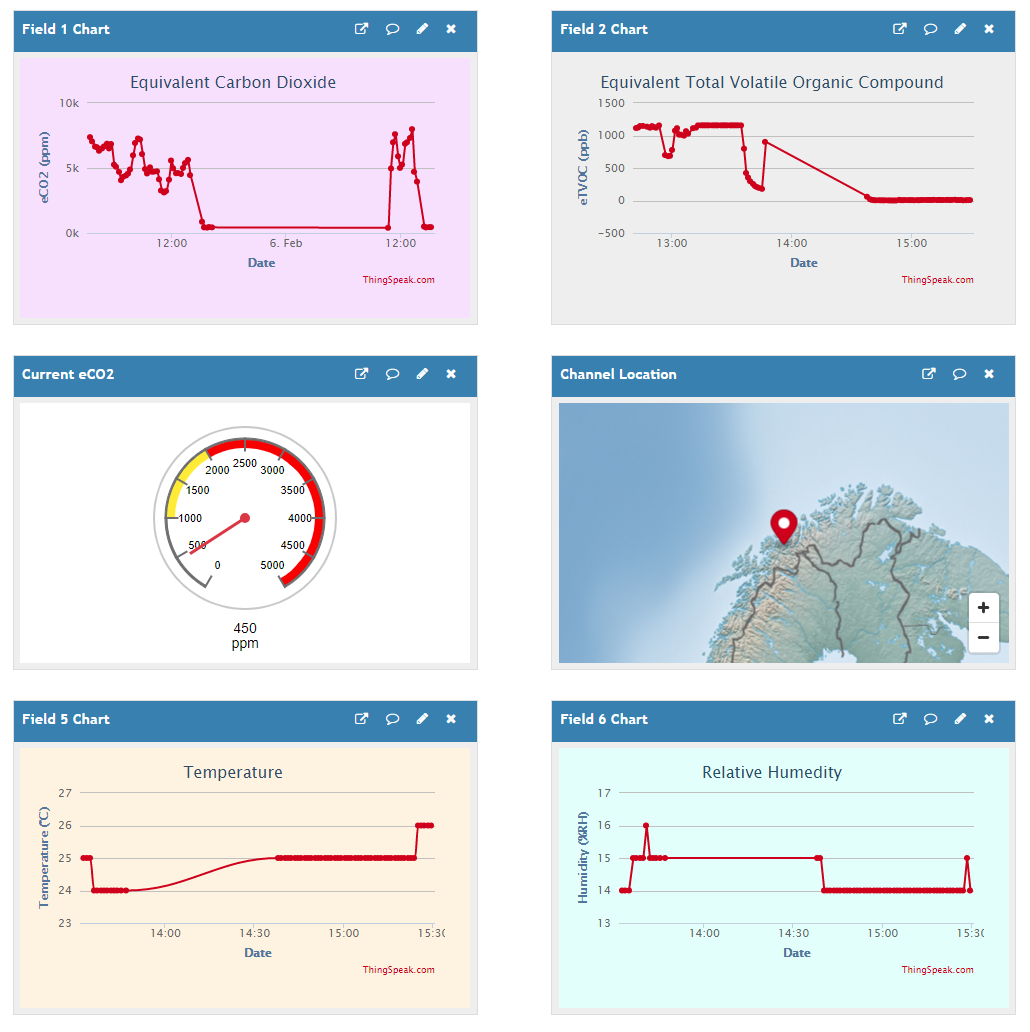 Field 1 Chart
Equivalent Carbon Dioxide
10k
5k
0k
eCO2 (ppm)
12:00 6. Feb 12:00
Date
ThingSpeak.com
Field 2 Chart
Equivalent Total Volatile Organic Compound
1500
1000
500
0
−500
eTVOC (ppb)
13:00 14:00 15:00
Date
ThingSpeak.com
Current eCO2
0
500
1000
1500
2000
2500
3000
3500
4000
4500
5000
450
ppm
Channel Location
+
−
Field 5 Chart
Temperature
27
26
25
24
23
Temperature (°C)
14:00 14:30 15:00 15:30
Date
ThingSpeak.com
Field 6 Chart
Relative Humedity
17
16
15
14
13
Humidity (%RH)
14:00 14:30 15:00 15:30
Date
ThingSpeak.com